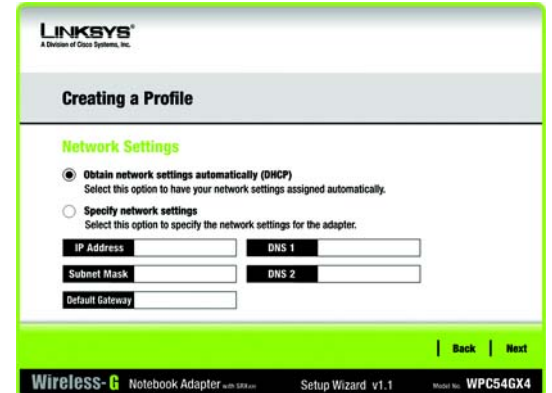 LINKSYS®
A Division of Cisco Systems, Inc.
Creating a Profile
Network Settings
Obtain network settings automatically (DHCP)
Select this option to have your network settings assigned automatically.
Specify network settings
Select this option to specify the network settings for the adapter.
IP Address DNS 1
Subnet Mask DNS 2
Default Gateway
Back Next
Wireless-G Notebook Adapter with SRX400 Setup Wizard v1.1 Model No. WPC54GX4